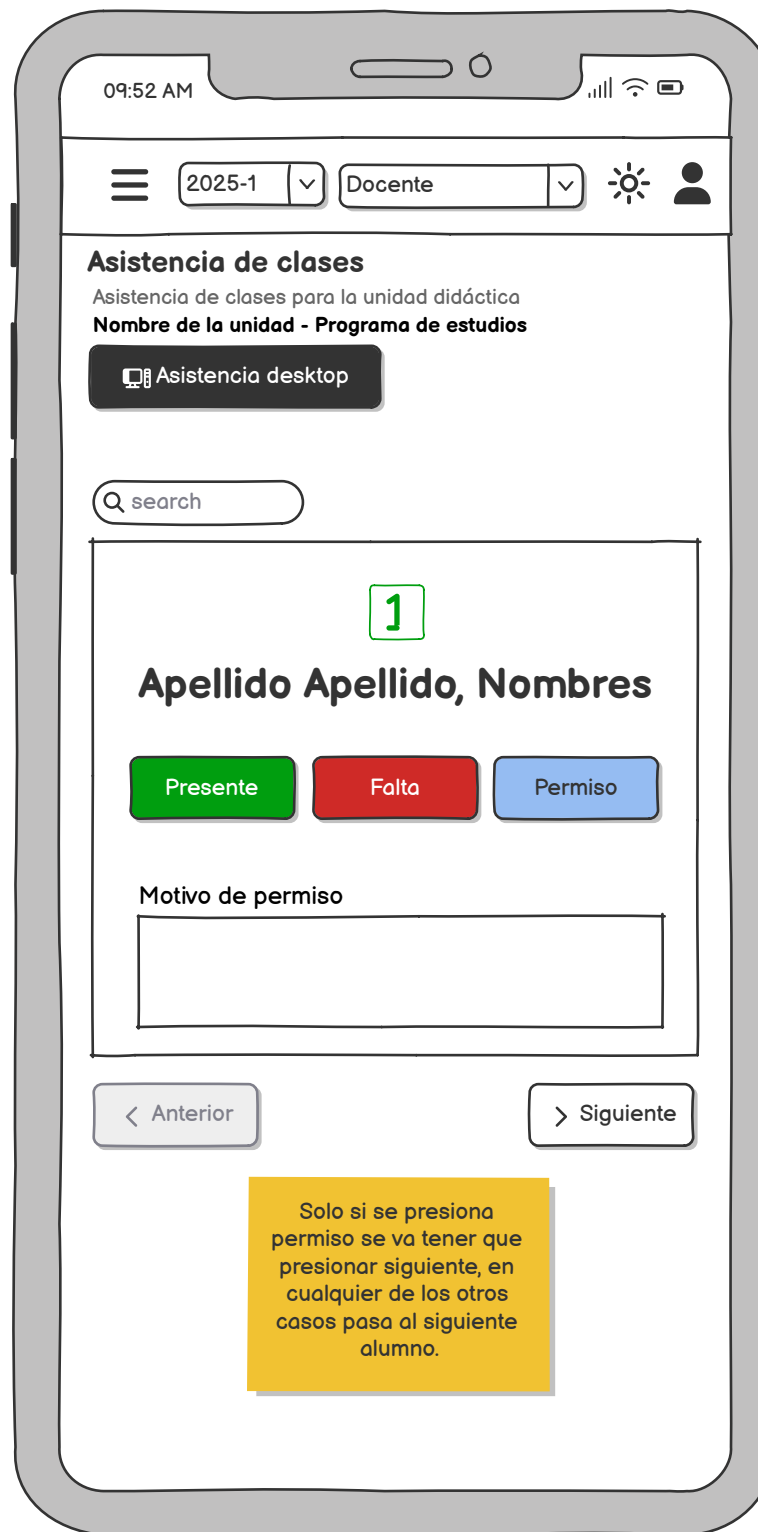 09:52 AM
2025-1
Docente
Asistencia de clases
Asistencia de clases para la unidad didáctica
Nombre de la unidad - Programa de estudios
Asistencia desktop
search
1
Apellido Apellido, Nombres
Presente
Falta
Permiso
Motivo de permiso
Anterior
Siguiente
Solo si se presiona
permiso se va tener que
presionar siguiente, en
cualquier de los otros
casos pasa al siguiente
alumno.